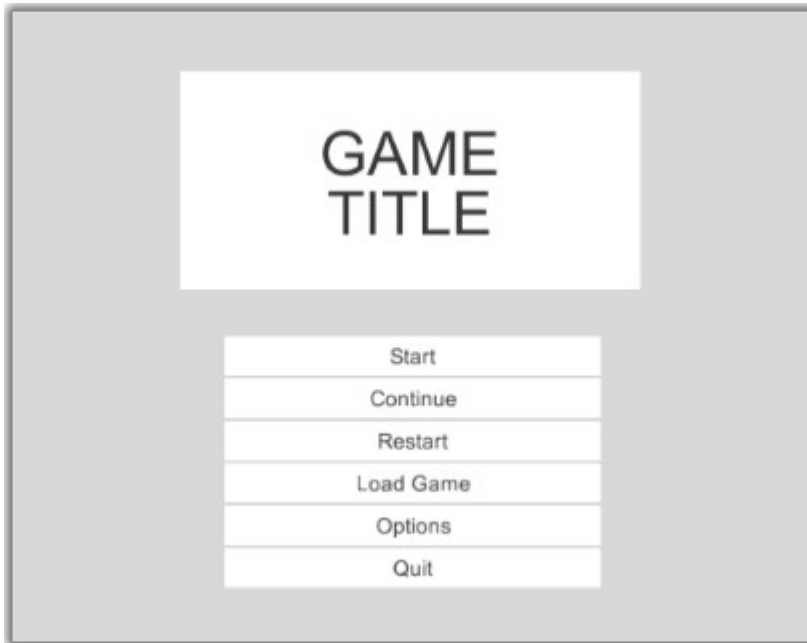 GAME
TITLE
Start
Continue
Restart
Load Game
Options
Quit